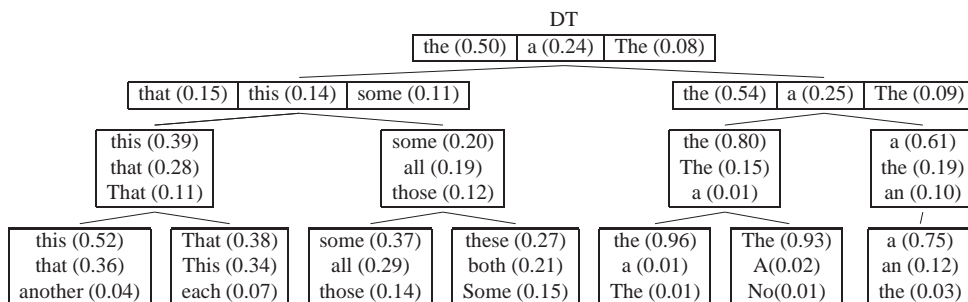 DT
the (0.50) a (0.24) The (0.08)
that (0.15) this (0.14) some (0.11)
the (0.54) a (0.25) The (0.09)
this (0.39)
that (0.28)
That (0.11)
some (0.20)
all (0.19)
those (0.12)
the (0.80)
The (0.15)
a (0.01)
a (0.61)
the (0.19)
an (0.10)
this (0.52)
that (0.36)
another (0.04)
That (0.38)
This (0.34)
each (0.07)
some (0.37)
all (0.29)
those (0.14)
these (0.27)
both (0.21)
Some (0.15)
the (0.96)
a (0.01)
The (0.01)
The (0.93)
A(0.02)
No(0.01)
a (0.75)
an (0.12)
the (0.03)